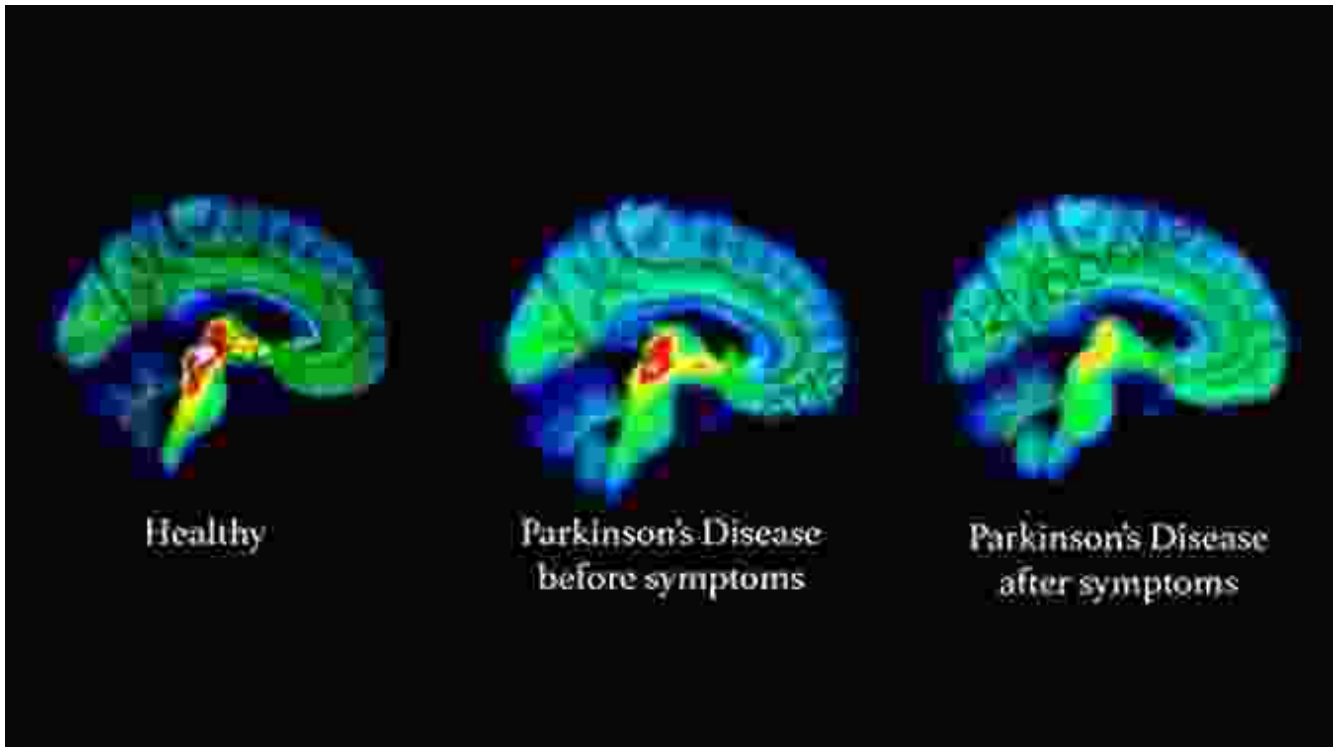 Healthy
Parkinson's Disease
before symptoms
Parkinson's Disease
after symptoms